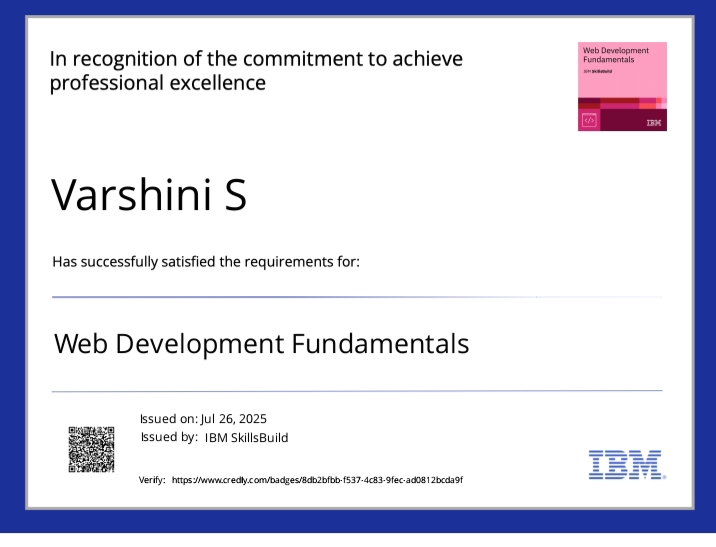 In recognition of the commitment to achieve
professional excellence
Web Development
Fundamentals
IBM SkillsBuild
</>
IBM
Varshini S
Has successfully satisfied the requirements for:
Web Development Fundamentals
Issued on: Jul 26, 2025
Issued by: IBM SkillsBuild
Verify: https://www.credly.com/badges/8db2bfbb-f537-4c83-9fec-ad0812bcda9f
IBM®